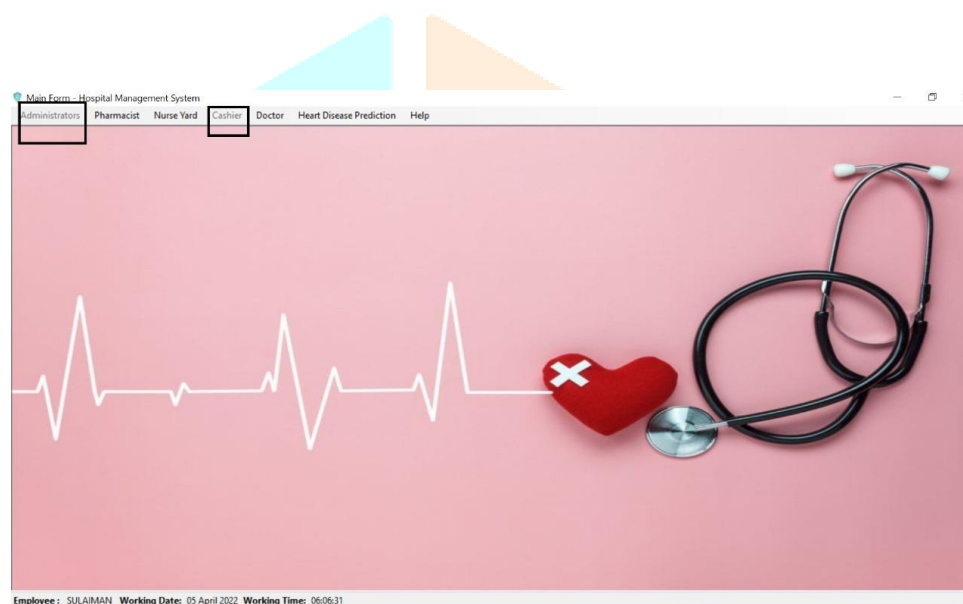 Main Form - Hospital Management System
Administrators Pharmacist Nurse Yard Cashier Doctor Heart Disease Prediction Help
Employee : SULAIMAN Working Date: 05 April 2022 Working Time: 06:06:31